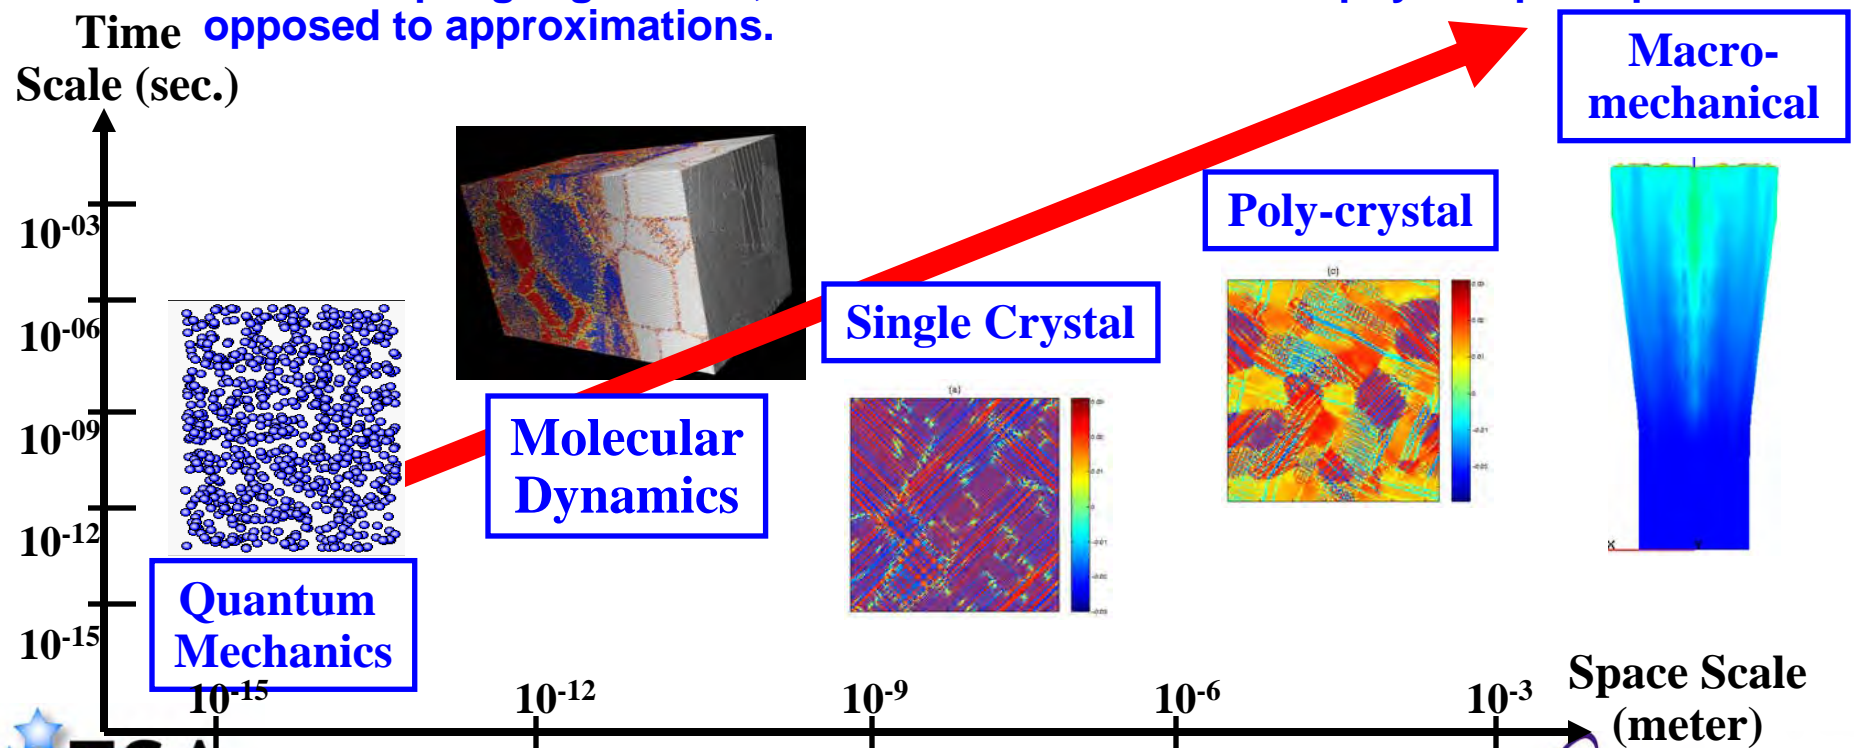 opposed to approximations.
Time
Scale (sec.)
Macro-
mechanical
Poly-crystal
Single Crystal
Molecular
Dynamics
Quantum
Mechanics
10-03
10-06
10-09
10-12
10-15
(c)
(a)
X
Y
10-15
10-12
10-9
10-6
10-3
Space Scale
(meter)